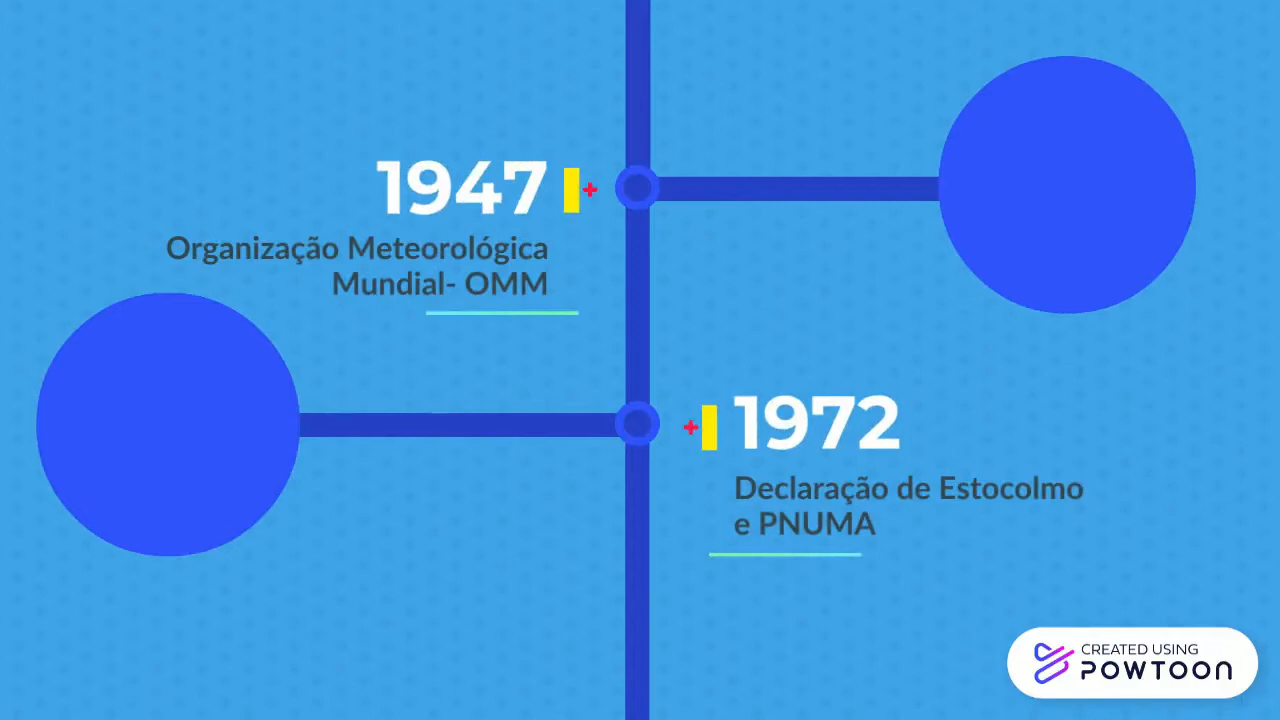 1947
Organização Meteorológica
Mundial- OMM
1972
Declaração de Estocolmo
e PNUMA
CREATED USING
POWTOON